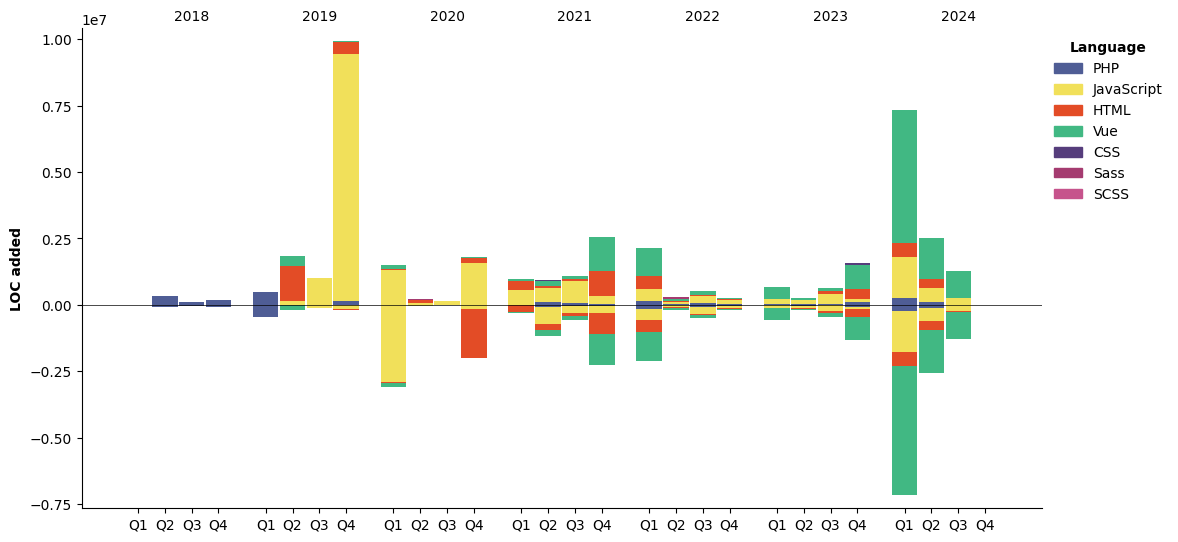 2018 2019 2020 2021 2022 2023 2024
1e7
Language
PHP
JavaScript
HTML
Vue
CSS
Sass
SCSS
LOC added
1.00
0.75
0.50
0.25
0.00
−0.25
−0.50
−0.75
Q1 Q2 Q3 Q4 Q1 Q2 Q3 Q4 Q1 Q2 Q3 Q4 Q1 Q2 Q3 Q4 Q1 Q2 Q3 Q4 Q1 Q2 Q3 Q4 Q1 Q2 Q3 Q4